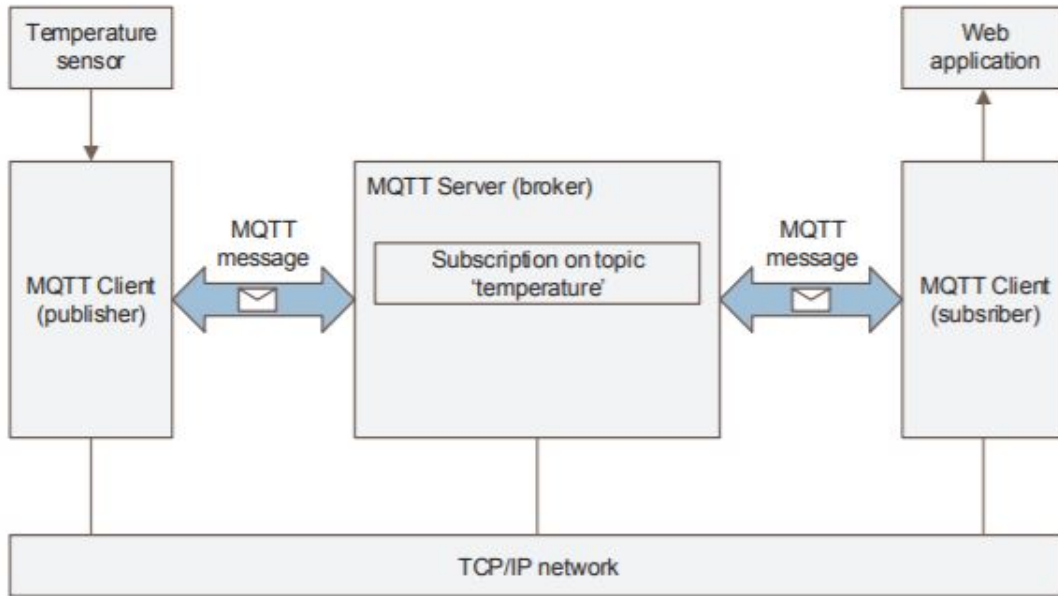 Temperature
sensor
Web
application
MQTT Client
(publisher)
MQTT
message
MQTT Server (broker)
Subscription on topic
‘temperature’
MQTT
message
MQTT Client
(subsriber)
TCP/IP network